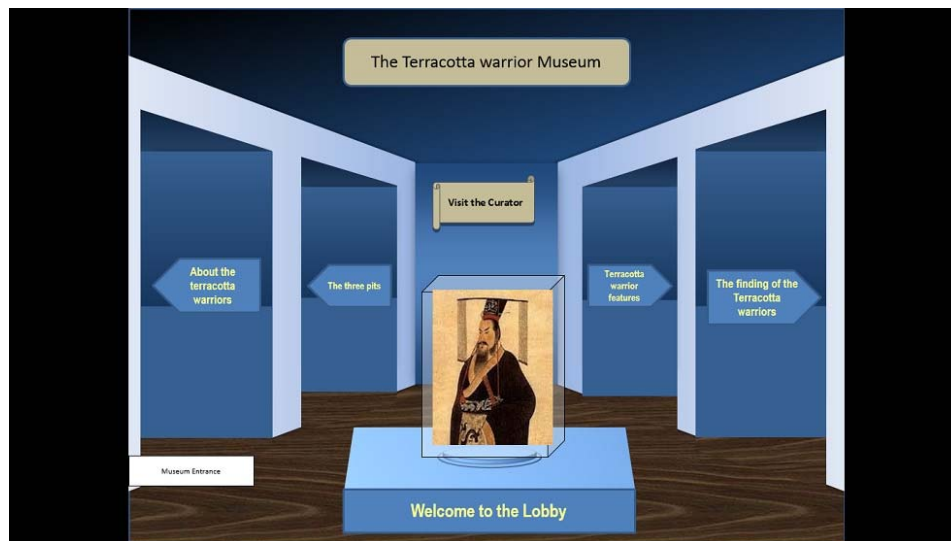 The Terracotta warrior Museum
Visit the Curator
About the
terracotta
warriors
The three pits
Terracotta
warrior
features
The finding of the
Terracotta
warriors
Museum Entrance
Welcome to the Lobby